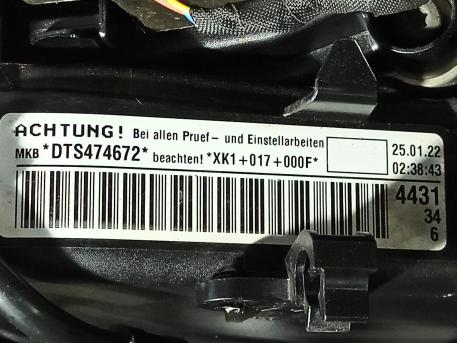 ACHTUNG! Bei allen Pruef- und Einstellarbeiten
MKB *DTS474672* beachten! *XK1+017+000F*
25.01.22
02:38:43
4431
34
6